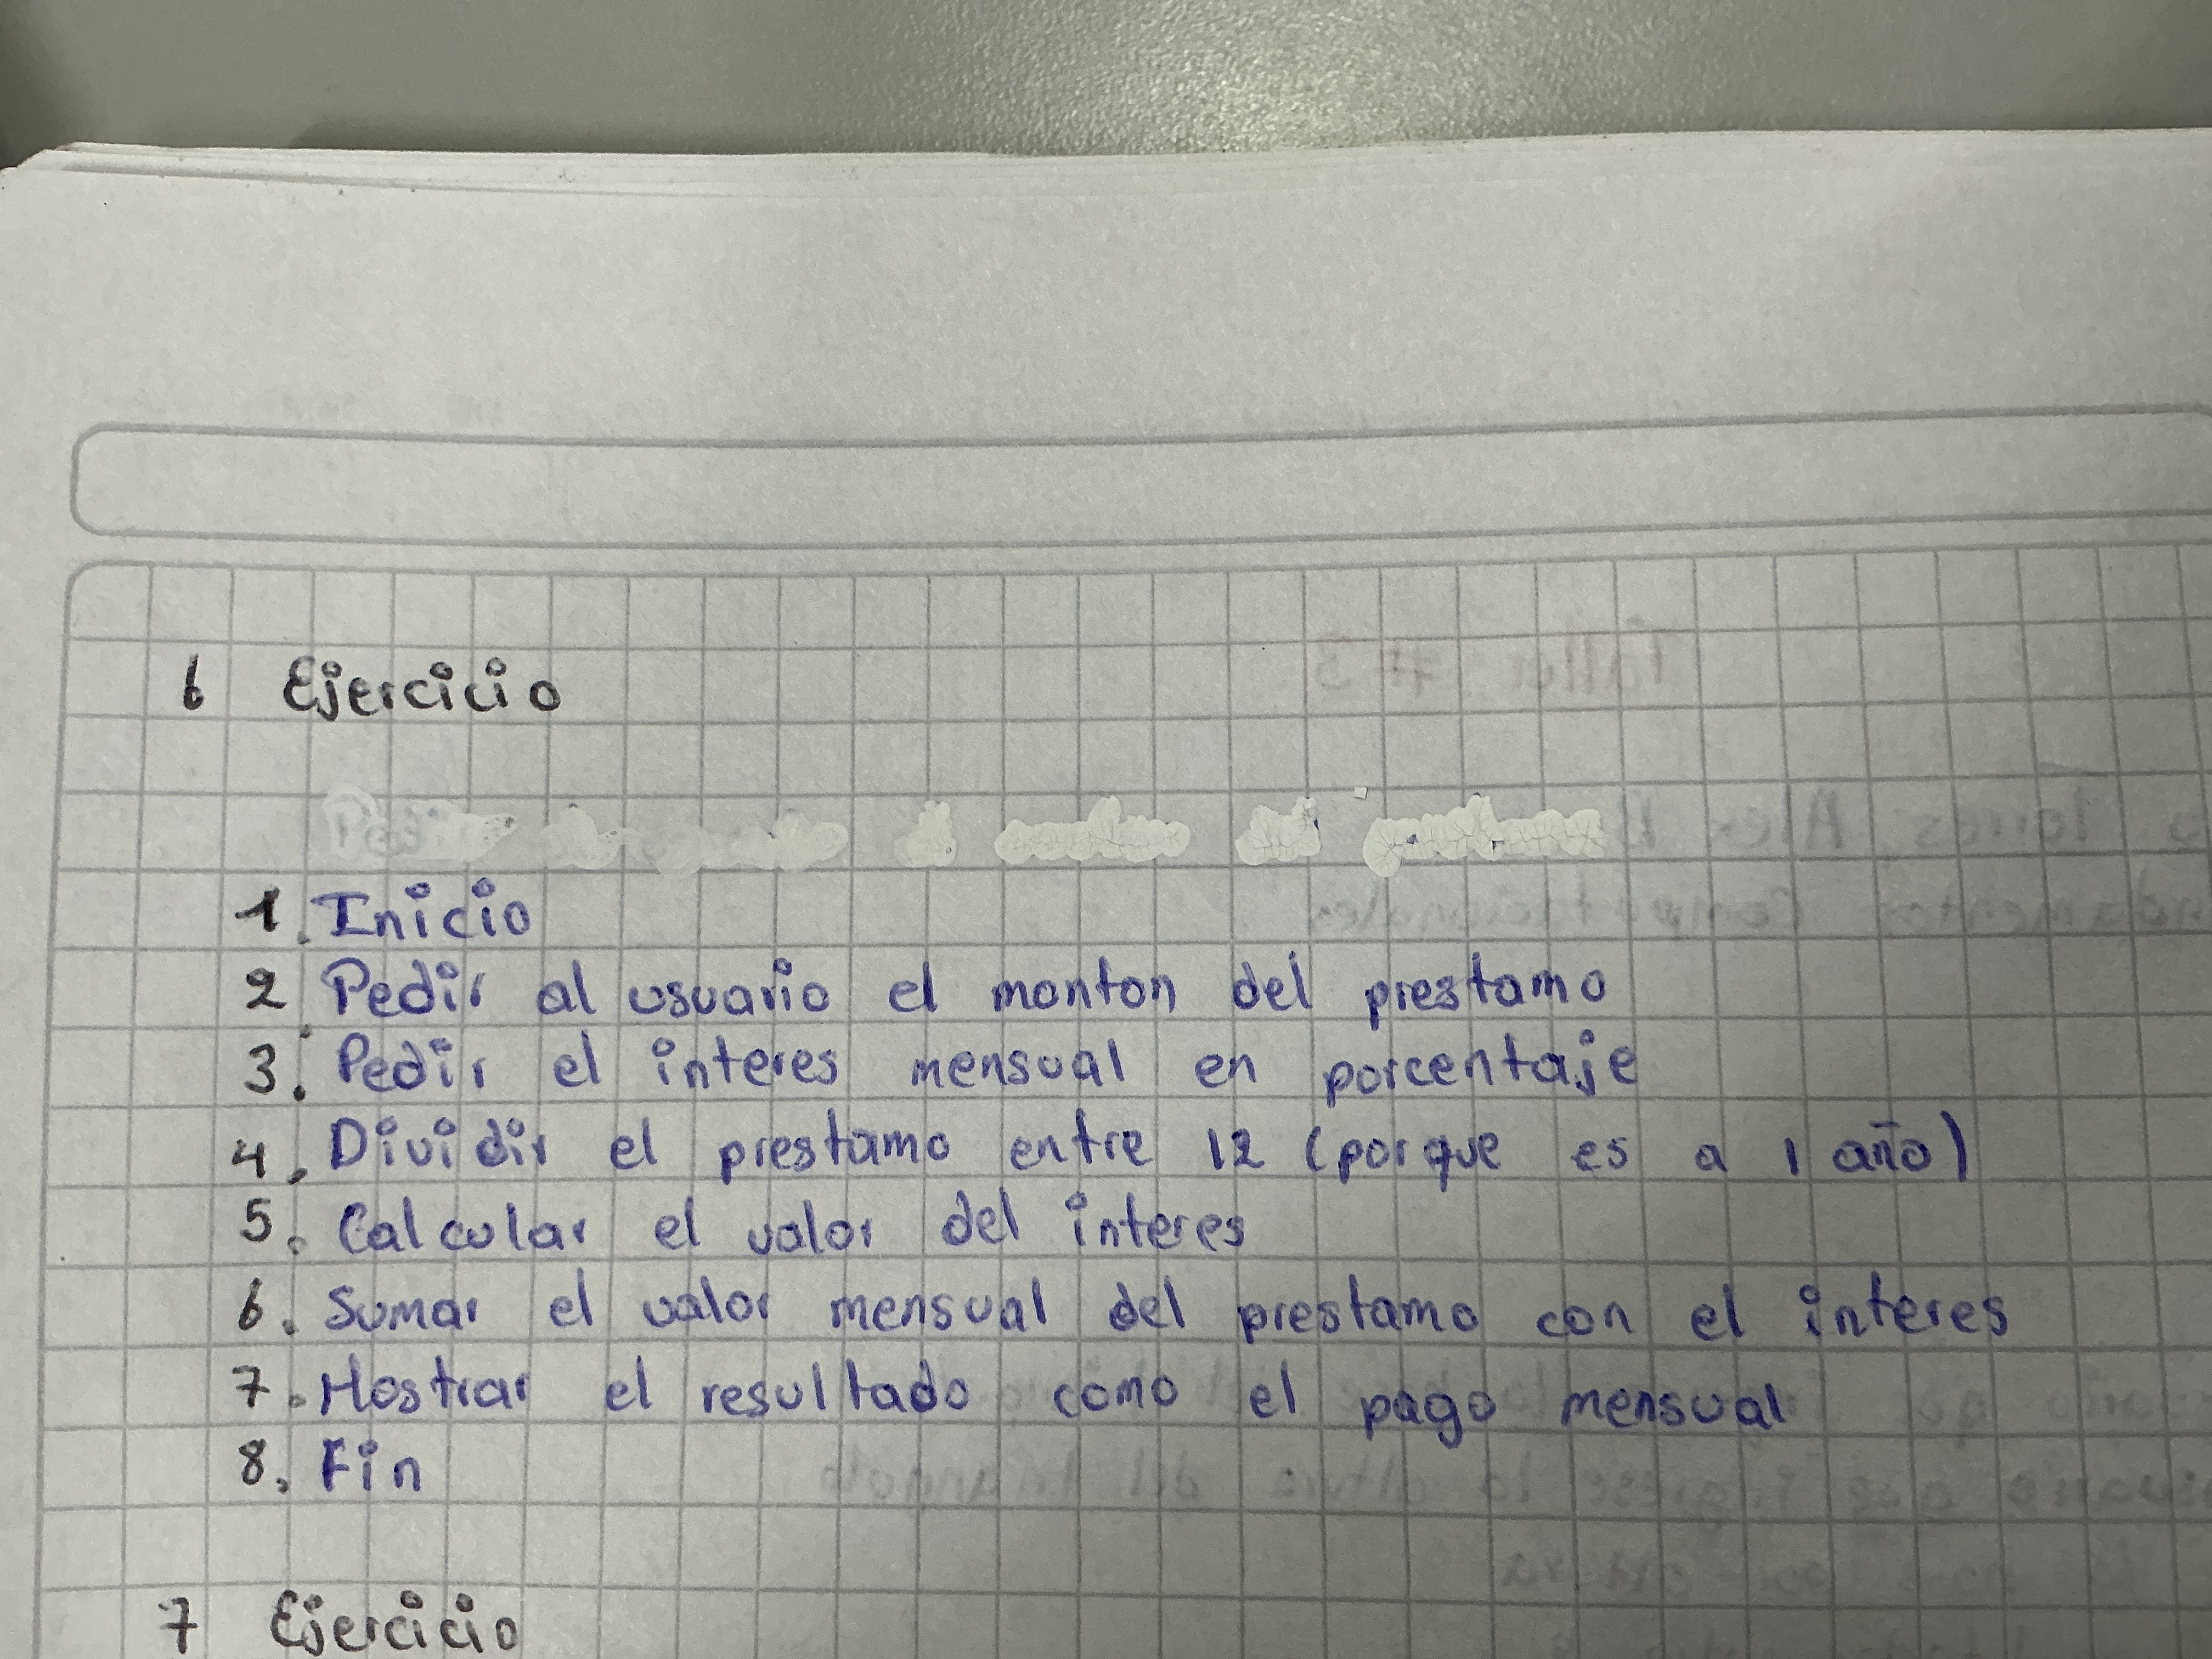 6 Ejercicio
1. Inicio
2. Pedir al usuario el monton del prestamo
3. Pedir el interes mensual en porcentaje
4. Dividir el prestamo entre 12 (porque es a 1 año)
5. Calcular el valor del interes
6. Sumar el valor mensual del prestamo con el interes
7. Mostrar el resultado como el pago mensual
8. Fin
7 Ejercicio